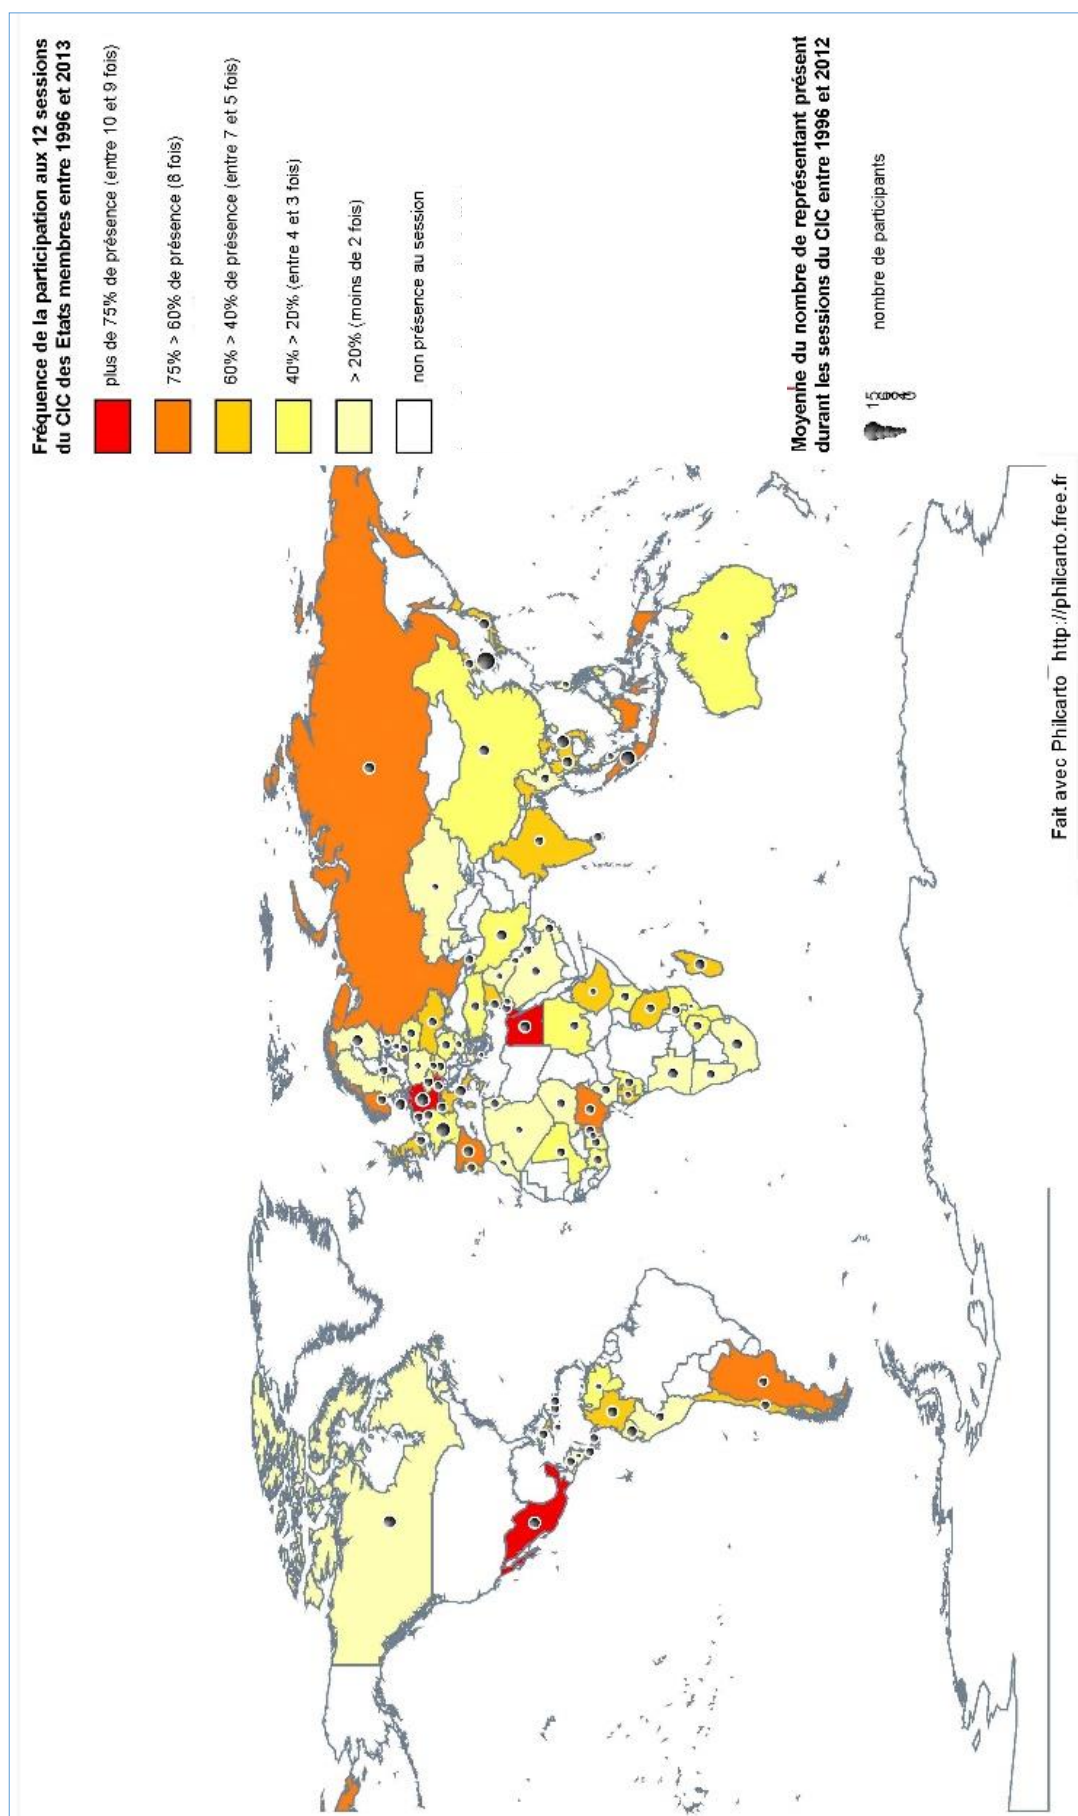 Fréquence de la participation aux 12 sessions
du CIC des Etats membres entre 1996 et 2013
plus de 75% de présence (entre 10 et 9 fois)
75% > 60% de présence (8 fois)
60% > 40% de présence (entre 7 et 5 fois)
40% > 20% (entre 4 et 3 fois)
> 20% (moins de 2 fois)
non présence au session
Moyenne du nombre de représentant présent
durant les sessions du CIC entre 1996 et 2012
nombre de participants
15
Fait avec Philcarto http://philcarto.free.fr